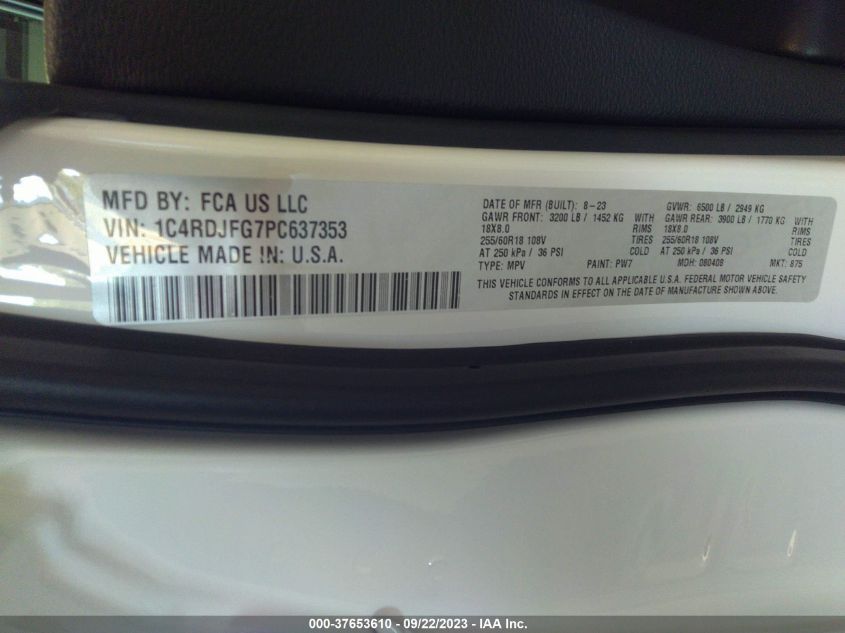 MFD BY: FCA US LLC
VIN: 1C4RDJFG7PC637353
VEHICLE MADE IN: U.S.A.
DATE OF MFR (BUILT): 8-23 GVWR: 6500 LB / 2949 KG
GAWR FRONT: 3200 LB / 1452 KG GAWR REAR: 3900 LB / 1770 KG
18X8.0 RIMS 18X8.0 RIMS
255/60R18 108V TIRES 255/60R18 108V TIRES
AT 250 kPa / 36 PSI COLD AT 250 kPa / 36 PSI COLD
TYPE: MPV PAINT: PW7 MDH: 080408 MKT: 875
THIS VEHICLE CONFORMS TO ALL APPLICABLE U.S.A. FEDERAL MOTOR VEHICLE SAFETY
STANDARDS IN EFFECT ON THE DATE OF MANUFACTURE SHOWN ABOVE.
000-37653610 - 09/22/2023 - IAA Inc.